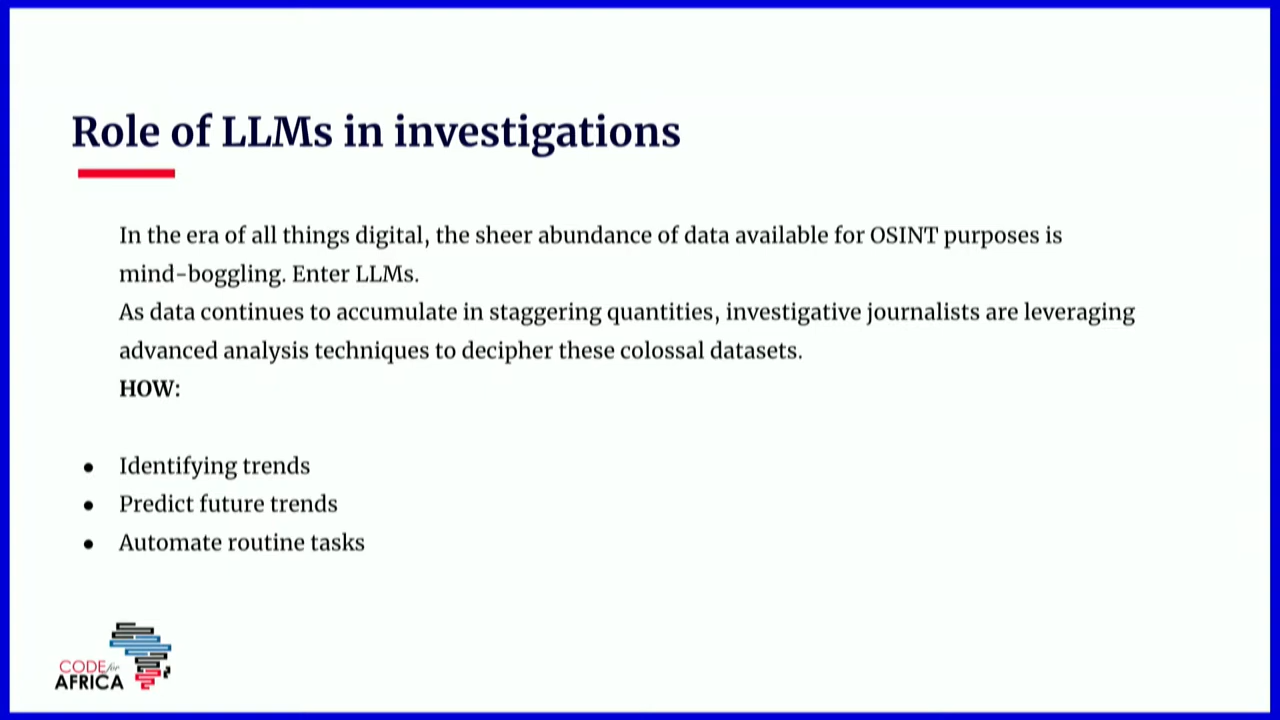 Role of LLMs in investigations
In the era of all things digital, the sheer abundance of data available for OSINT purposes is
mind-boggling. Enter LLMs.
As data continues to accumulate in staggering quantities, investigative journalists are leveraging
advanced analysis techniques to decipher these colossal datasets.
HOW:
● Identifying trends
● Predict future trends
● Automate routine tasks
CODE for
AFRICA